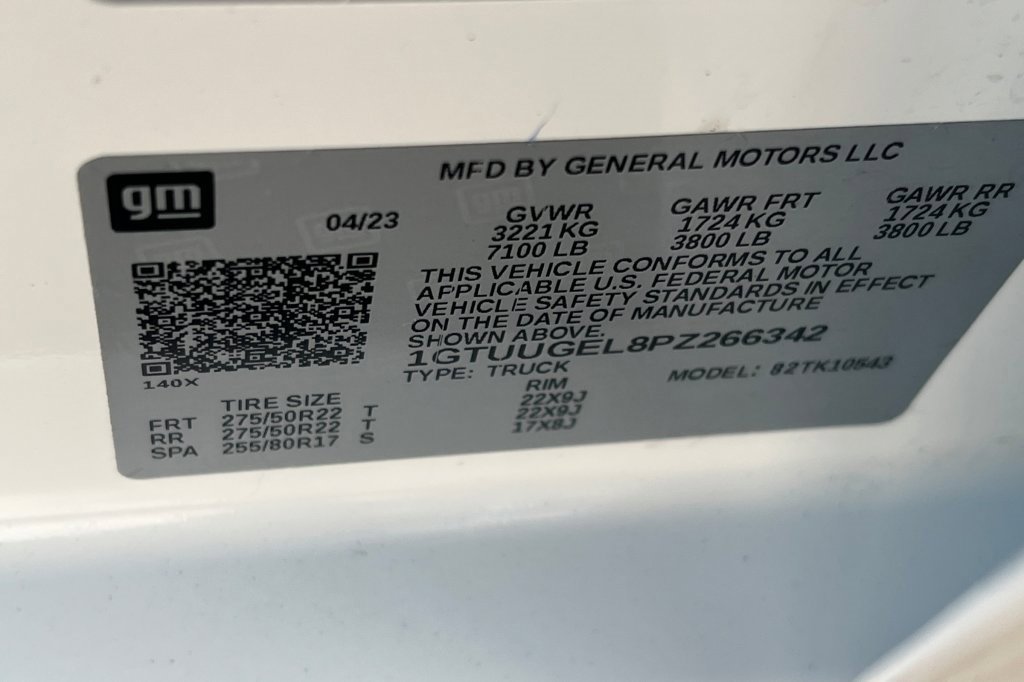 gm
MFD BY GENERAL MOTORS LLC
04/23
GVWR GAWR FRT GAWR RR
3221 KG 1724 KG 1724 KG
7100 LB 3800 LB 3800 LB
THIS VEHICLE CONFORMS TO ALL
APPLICABLE U.S. FEDERAL MOTOR
VEHICLE SAFETY STANDARDS IN EFFECT
ON THE DATE OF MANUFACTURE
SHOWN ABOVE.
1GTUUGEL8PZ266342
TYPE: TRUCK MODEL: 82TK10543
140X
TIRE SIZE RIM
FRT 275/50R22 T 22X9J
RR 275/50R22 T 22X9J
SPA 255/80R17 S 17X8J